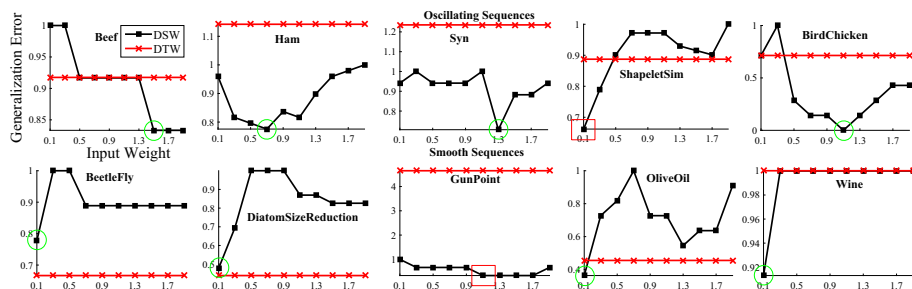 Generalization Error
Input Weight
Oscillating Sequences
Beef
DSW
DTW
1
0.95
0.9
0.85
0.1 0.5 0.9 1.3 1.7
Ham
1.1
1
0.9
0.8
0.1 0.5 0.9 1.3 1.7
Syn
1.2
1.1
1
0.9
0.8
0.1 0.5 0.9 1.3 1.7
ShapeletSim
1
0.9
0.8
0.7
0.1 0.5 0.9 1.3 1.7
BirdChicken
1
0.5
0
0.1 0.5 0.9 1.3 1.7
Smooth Sequences
BeetleFly
1
0.9
0.8
0.7
0.1 0.5 0.9 1.3 1.7
DiatomSizeReduction
1
0.9
0.8
0.7
0.6
0.5
0.1 0.5 0.9 1.3 1.7
GunPoint
4
3
2
1
0.1 0.5 0.9 1.3 1.7
OliveOil
1
0.8
0.6
0.4
0.1 0.5 0.9 1.3 1.7
Wine
1
0.98
0.96
0.94
0.92
0.1 0.5 0.9 1.3 1.7